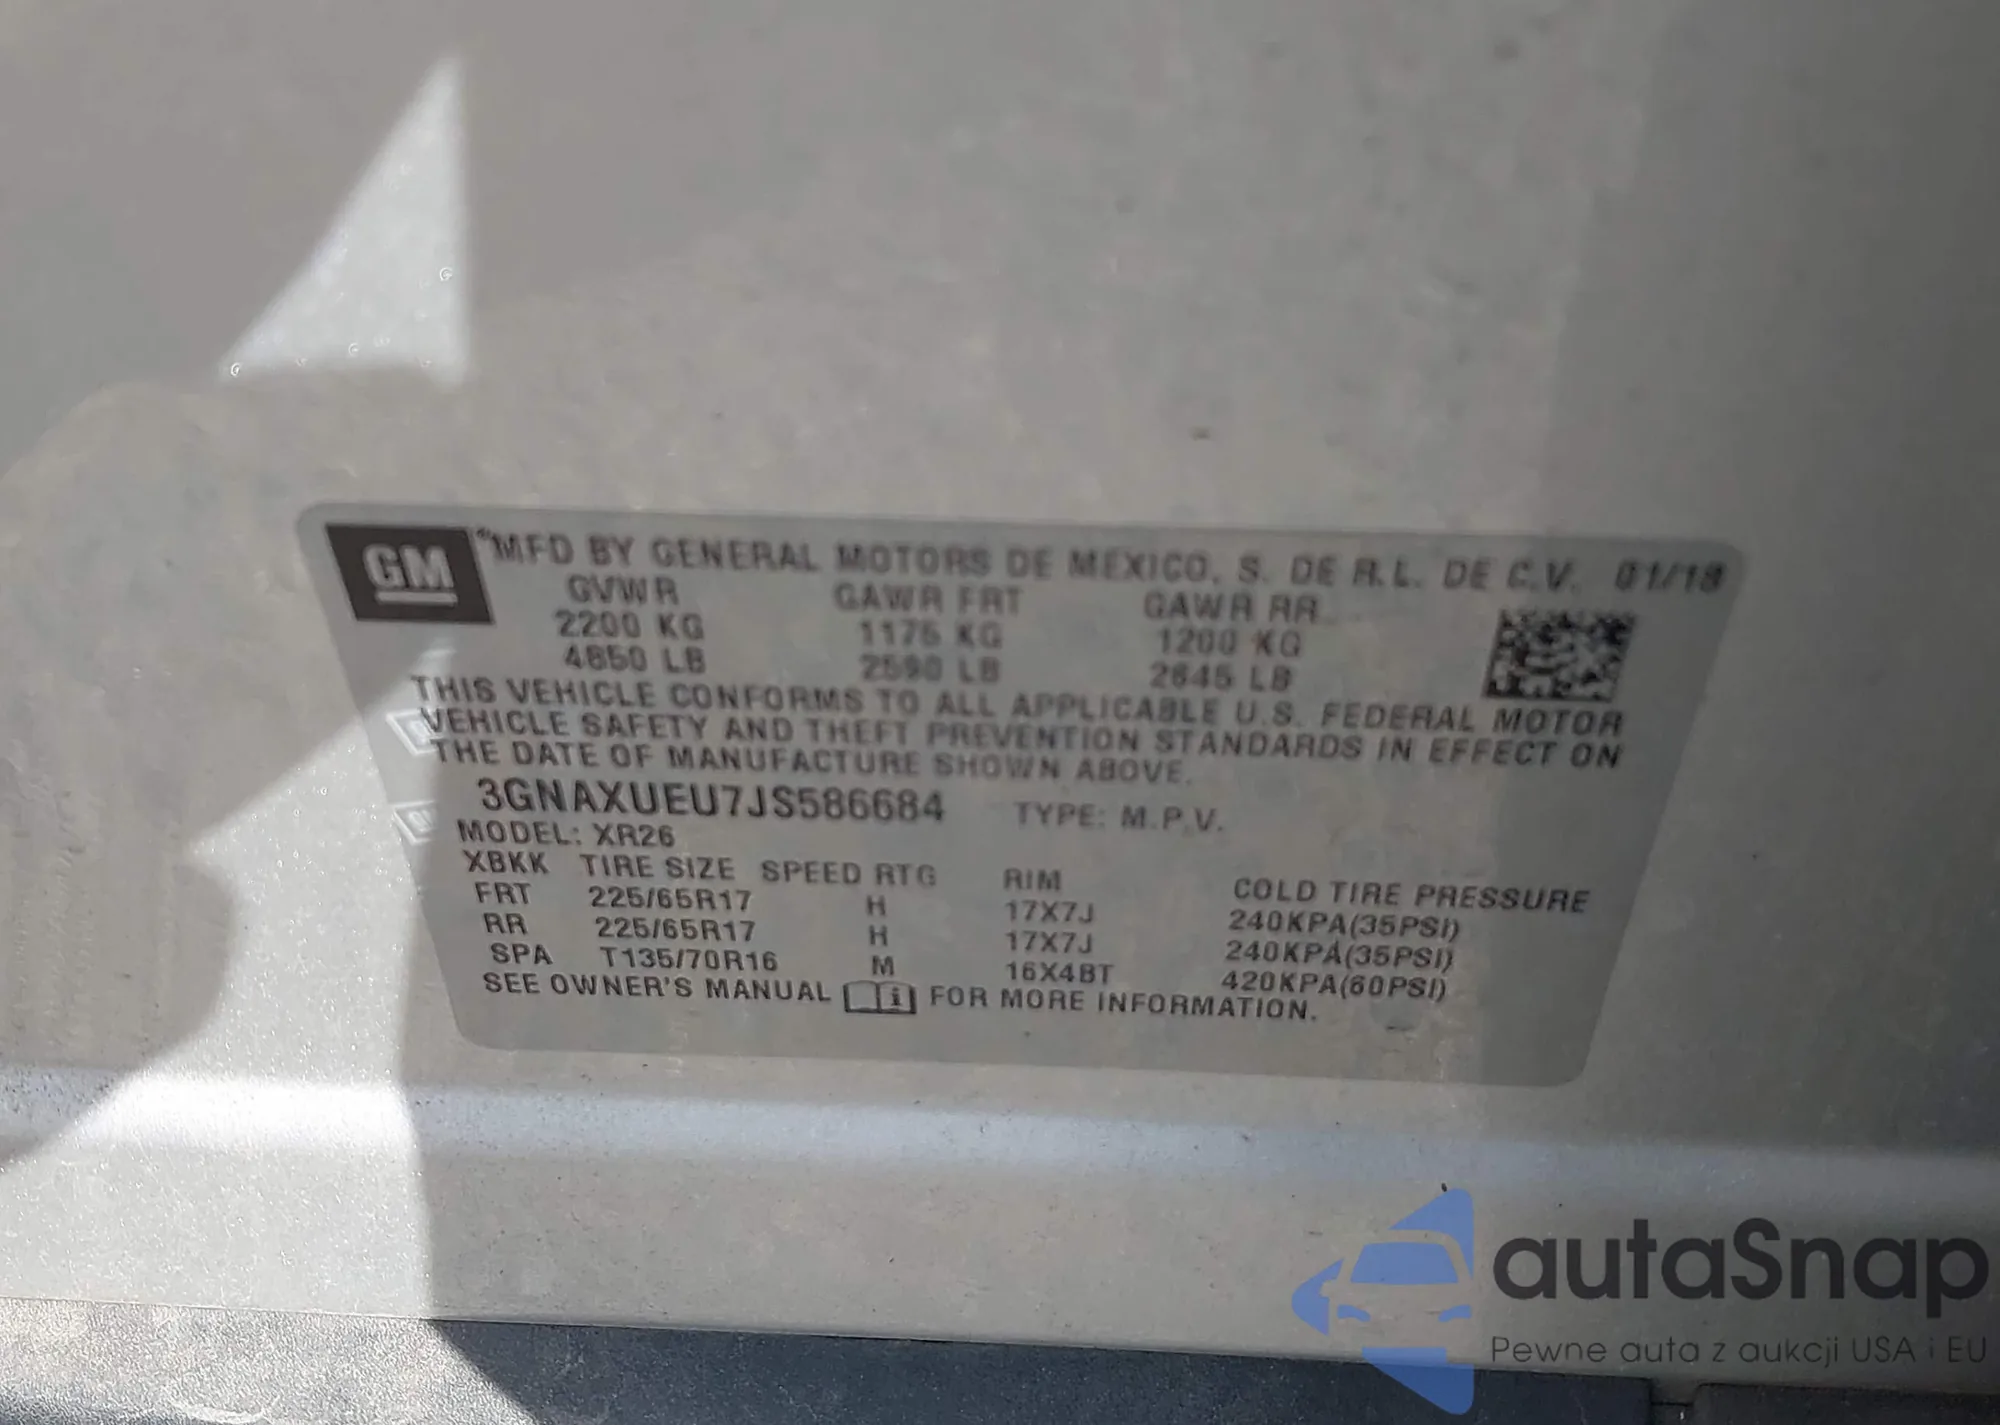 GM "MFD BY GENERAL MOTORS DE MEXICO, S. DE R.L. DE C.V. 01/18
GVWR GAWR FRT GAWR RR
2200 KG 1175 KG 1200 KG
4850 LB 2590 LB 2645 LB
THIS VEHICLE CONFORMS TO ALL APPLICABLE U.S. FEDERAL MOTOR
VEHICLE SAFETY AND THEFT PREVENTION STANDARDS IN EFFECT ON
THE DATE OF MANUFACTURE SHOWN ABOVE.
3GNAXUEU7JS586684 TYPE: M.P.V.
MODEL: XR26
XBKK TIRE SIZE SPEED RTG RIM COLD TIRE PRESSURE
FRT 225/65R17 H 17X7J 240KPA(35PSI)
RR 225/65R17 H 17X7J 240KPA(35PSI)
SPA T135/70R16 M 16X4BT 420KPA(60PSI)
SEE OWNER'S MANUAL FOR MORE INFORMATION.
autaSnap
Pewne auta z aukcji USA i EU